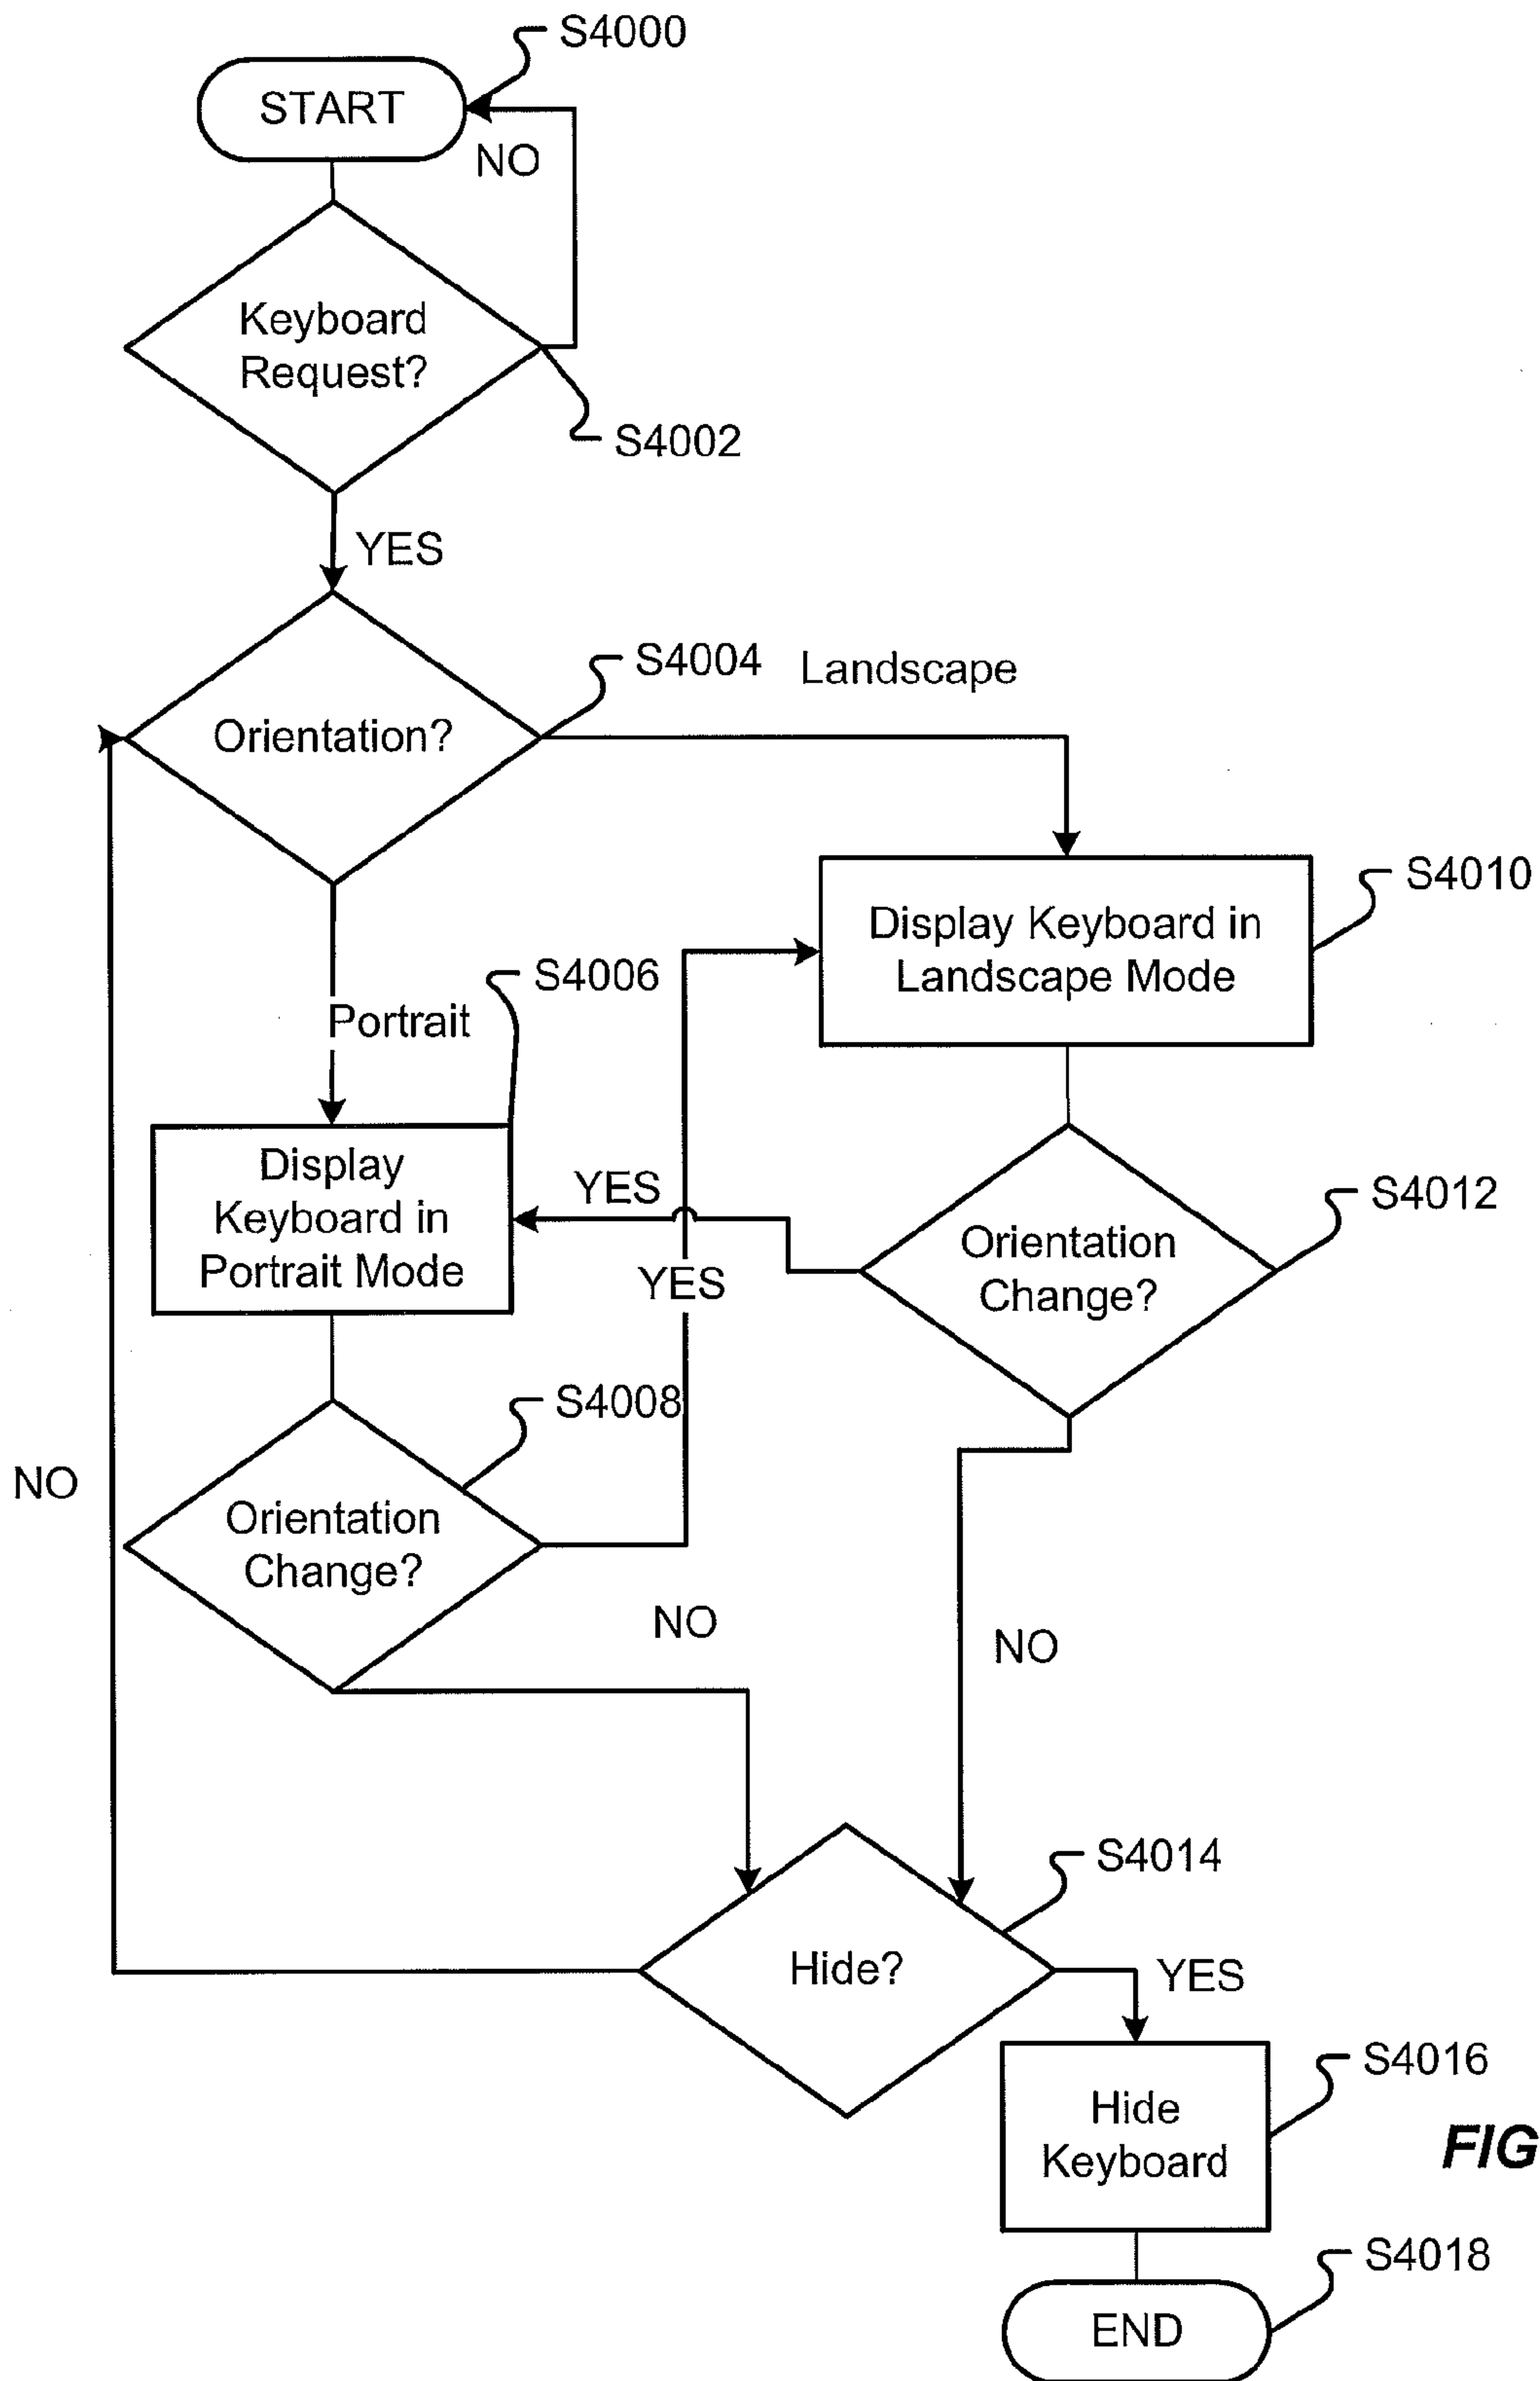 S4000
START
NO
Keyboard
Request?
S4002
YES
S4004
Landscape
Orientation?
S4010
Display Keyboard in
Landscape Mode
S4006
Portrait
Display
Keyboard in
Portrait Mode
YES
S4012
Orientation
Change?
YES
S4008
NO
Orientation
Change?
NO
NO
S4014
Hide?
YES
S4016
Hide
Keyboard
FIG
S4018
END